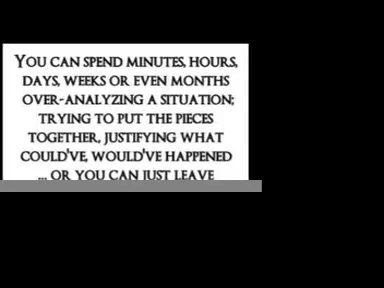 YOU CAN SPEND MINUTES, HOURS,
DAYS, WEEKS OR EVEN MONTHS
OVER-ANALYZING A SITUATION;
TRYING TO PUT THE PIECES
TOGETHER, JUSTIFYING WHAT
COULD'VE, WOULD'VE HAPPENED
... OR YOU CAN JUST LEAVE